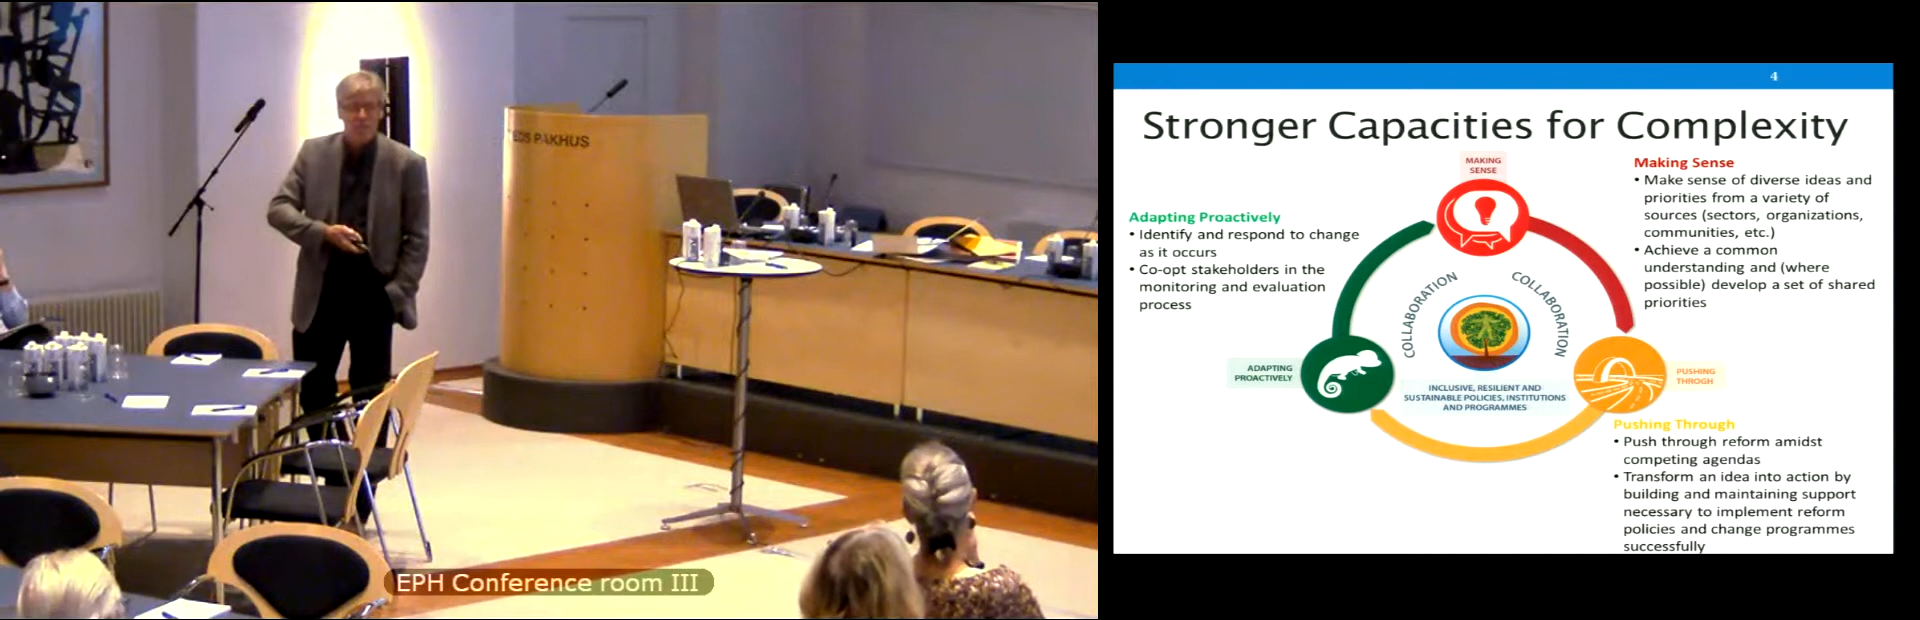 EDS PAKHUS
EPH Conference room III
4
Stronger Capacities for Complexity
MAKING
SENSE
Making Sense
• Make sense of diverse ideas and
priorities from a variety of
sources (sectors, organizations,
communities, etc.)
• Achieve a common
understanding and (where
possible) develop a set of shared
priorities
Adapting Proactively
• Identify and respond to change
as it occurs
• Co-opt stakeholders in the
monitoring and evaluation
process
COLLABORATION
COLLABORATION
ADAPTING
PROACTIVELY
INCLUSIVE, RESILIENT AND
SUSTAINABLE POLICIES, INSTITUTIONS
AND PROGRAMMES
PUSHING
THROGH
Pushing Through
• Push through reform amidst
competing agendas
• Transform an idea into action by
building and maintaining support
necessary to implement reform
policies and change programmes
successfully